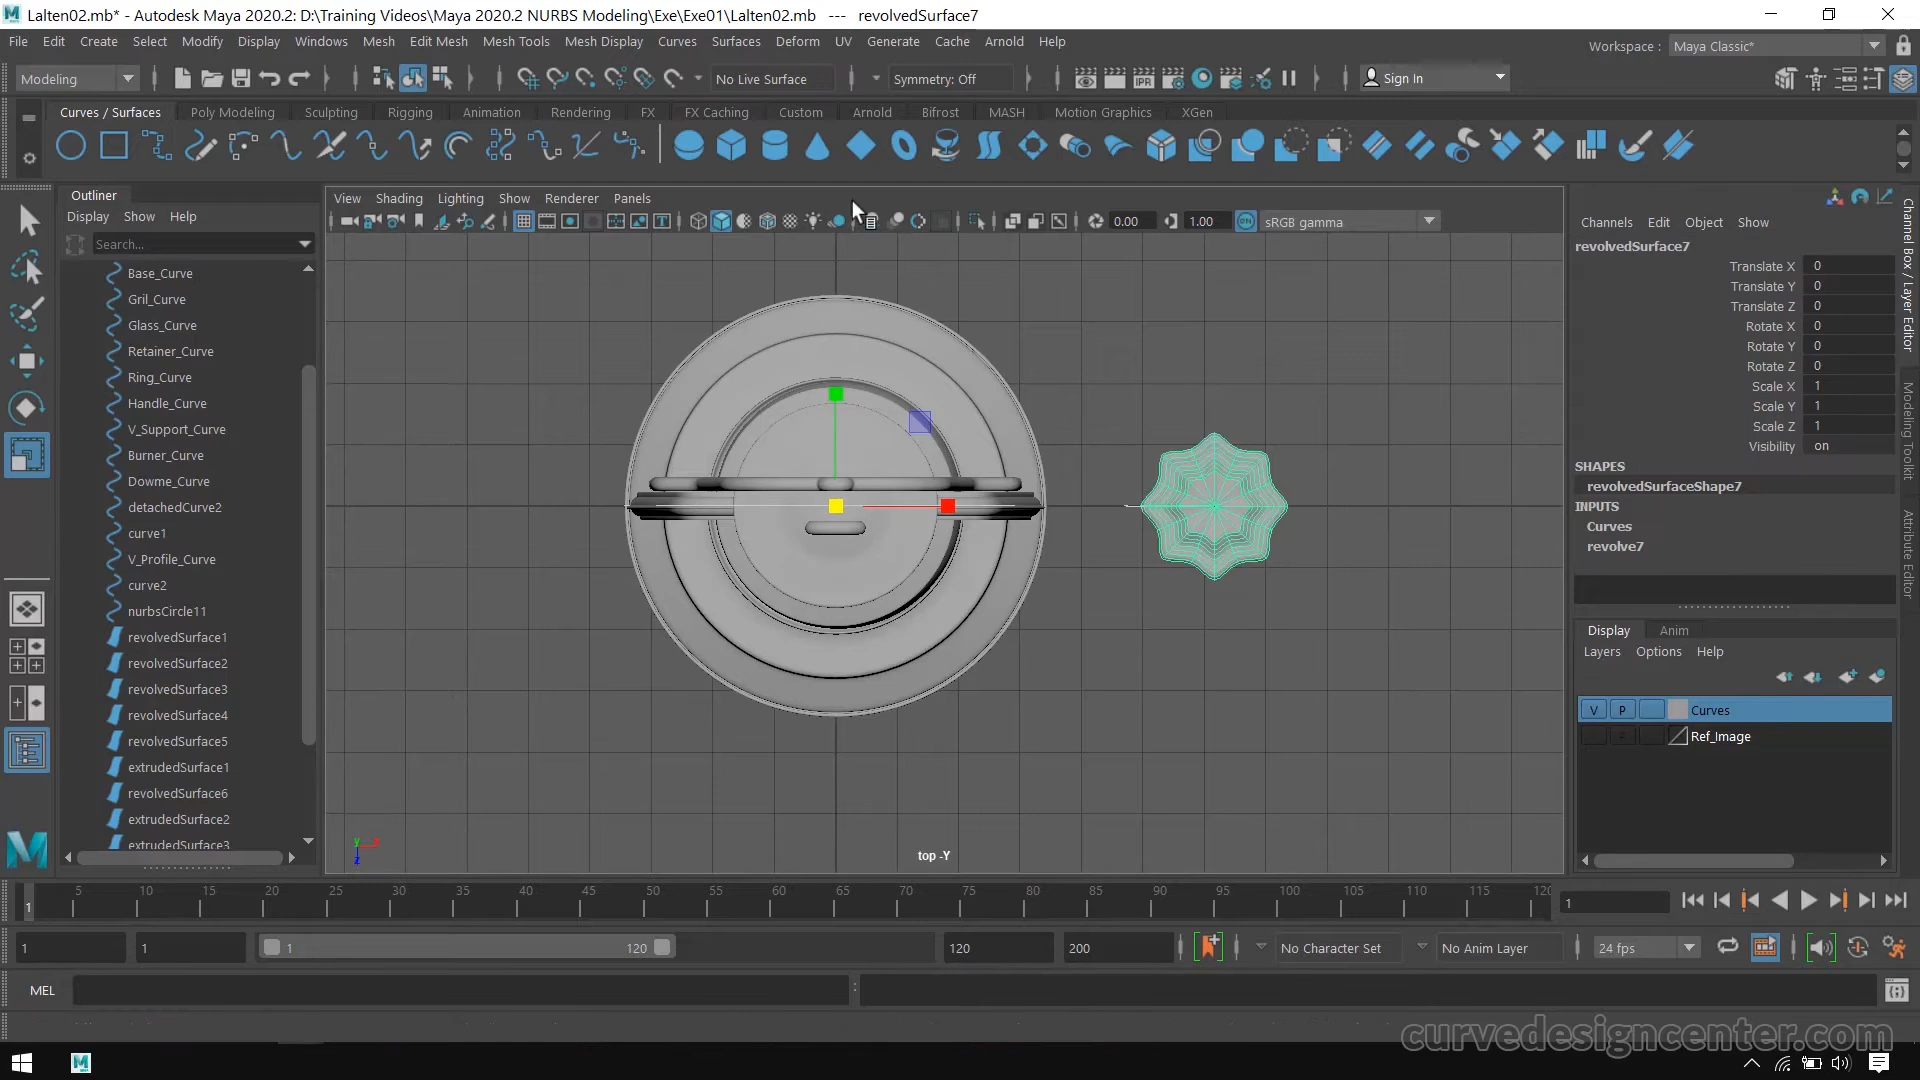 Lalten02.mb* - Autodesk Maya 2020.2: D:\Training Videos\Maya 2020.2 NURBS Modeling\Exe\Exe01\Lalten02.mb --- revolvedSurface7
File Edit Create Select Modify Display Windows Mesh Edit Mesh Mesh Tools Mesh Display Curves Surfaces Deform UV Generate Cache Arnold Help
Workspace : Maya Classic*
Modeling No Live Surface Symmetry: Off IPR Sign In
Curves / Surfaces Poly Modeling Sculpting Rigging Animation Rendering FX FX Caching Custom Arnold Bifrost MASH Motion Graphics XGen
Outliner
Display Show Help
Search...
Base_Curve
Gril_Curve
Glass_Curve
Retainer_Curve
Ring_Curve
Handle_Curve
V_Support_Curve
Burner_Curve
Dowme_Curve
detachedCurve2
curve1
V_Profile_Curve
curve2
nurbsCircle11
revolvedSurface1
revolvedSurface2
revolvedSurface3
revolvedSurface4
revolvedSurface5
extrudedSurface1
revolvedSurface6
extrudedSurface2
extrudedSurface3
View Shading Lighting Show Renderer Panels
0.00 1.00 ON sRGB gamma
y x
z
top -Y
Channels Edit Object Show
revolvedSurface7
Translate X 0
Translate Y 0
Translate Z 0
Rotate X 0
Rotate Y 0
Rotate Z 0
Scale X 1
Scale Y 1
Scale Z 1
Visibility on
SHAPES
revolvedSurfaceShape7
INPUTS
Curves
revolve7
Display Anim
Layers Options Help
V P Curves
Ref_Image
Channel Box / Layer Editor
Modeling Toolkit
Attribute Editor
5 10 15 20 25 30 35 40 45 50 55 60 65 70 75 80 85 90 95 100 105 110 115 120
1 1
1 1 1 120 120 200 No Character Set No Anim Layer 24 fps
MEL
curvedesigncenter.com